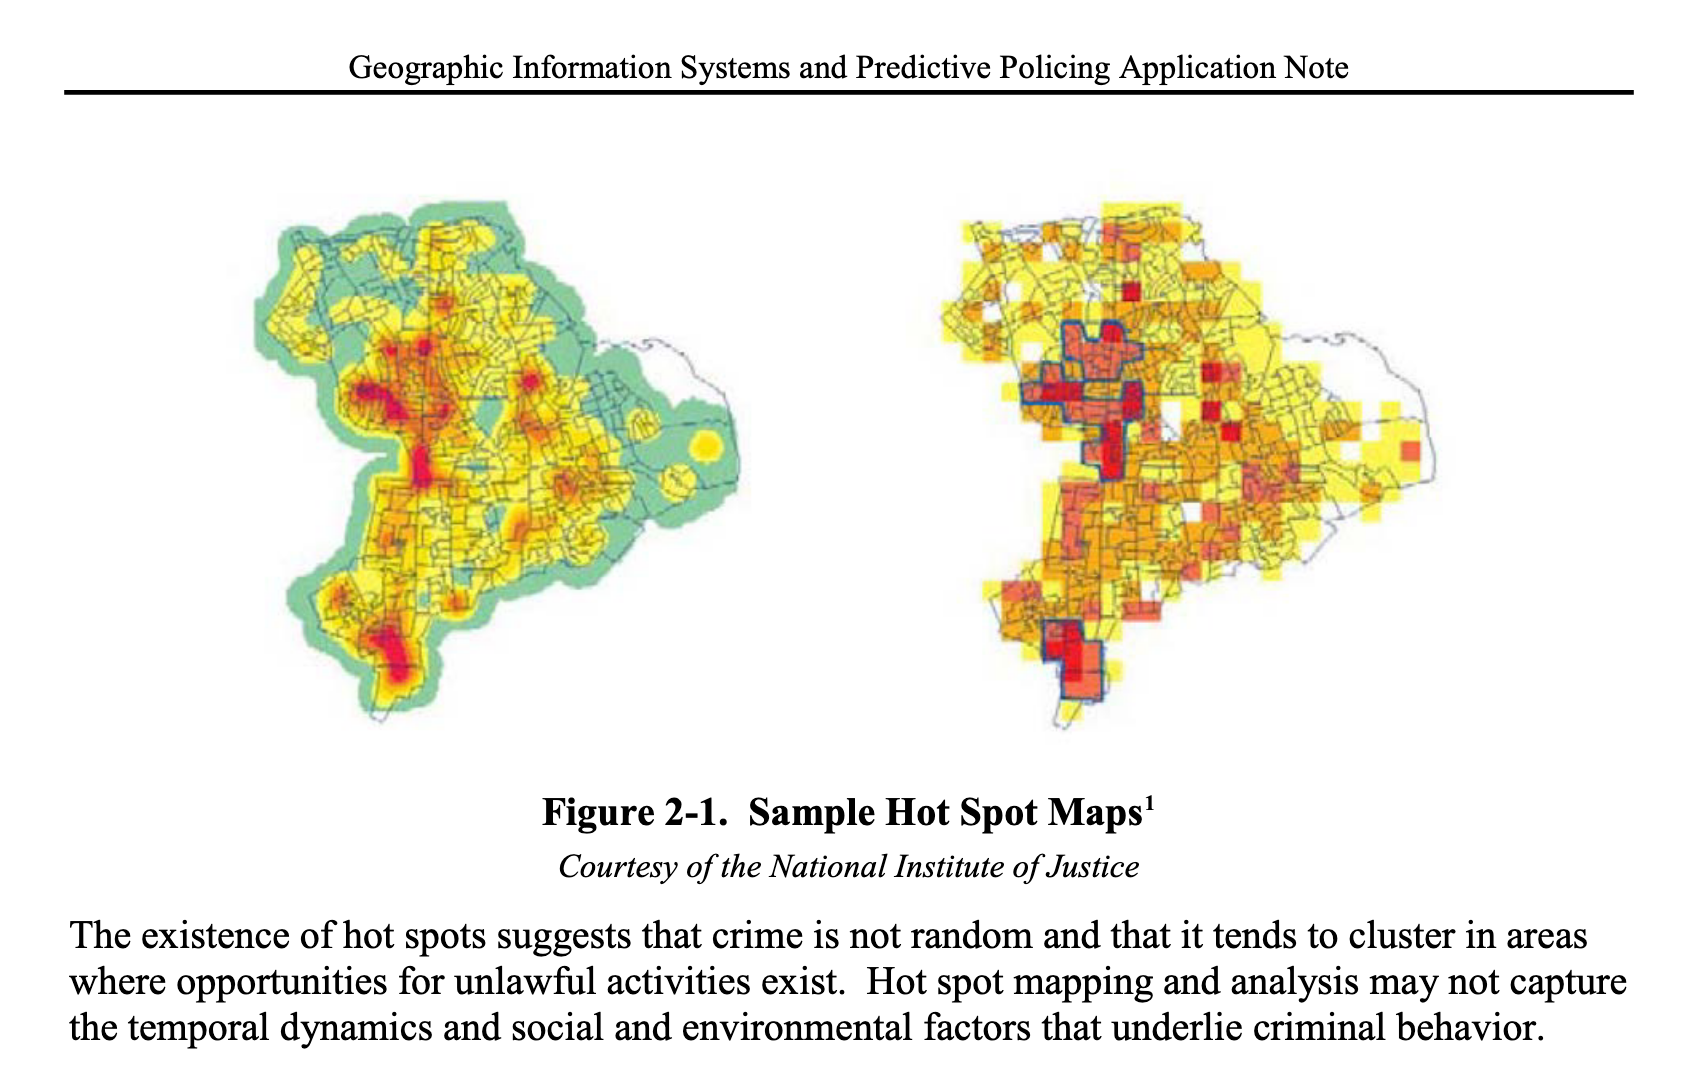 Geographic Information Systems and Predictive Policing Application Note
Figure 2-1. Sample Hot Spot Maps¹
Courtesy of the National Institute of Justice
The existence of hot spots suggests that crime is not random and that it tends to cluster in areas
where opportunities for unlawful activities exist. Hot spot mapping and analysis may not capture
the temporal dynamics and social and environmental factors that underlie criminal behavior.